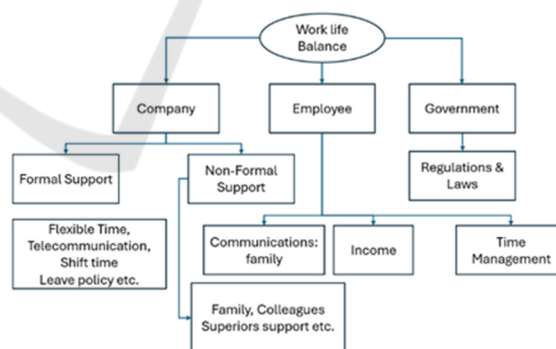 Work life
Balance
Company
Employee
Government
Formal Support
Non-Formal
Support
Regulations &
Laws
Flexible Time,
Telecommunication,
Shift time
Leave policy etc.
Communications:
family
Income
Time
Management
Family, Colleagues
Superiors support etc.